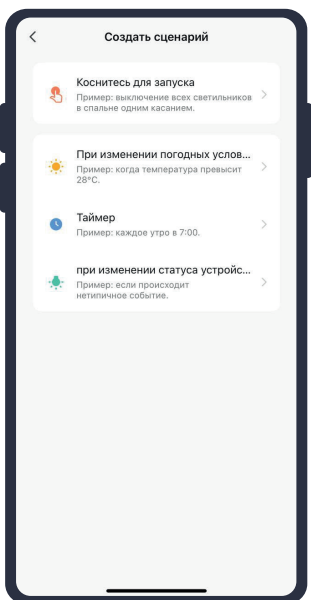 Создать сценарий
Коснитесь для запуска
Пример: выключение всех светильников
в спальне одним касанием.
При изменении погодных услов...
Пример: когда температура превысит
28°C.
Таймер
Пример: каждое утро в 7:00.
при изменении статуса устройс...
Пример: если происходит
нетипичное событие.